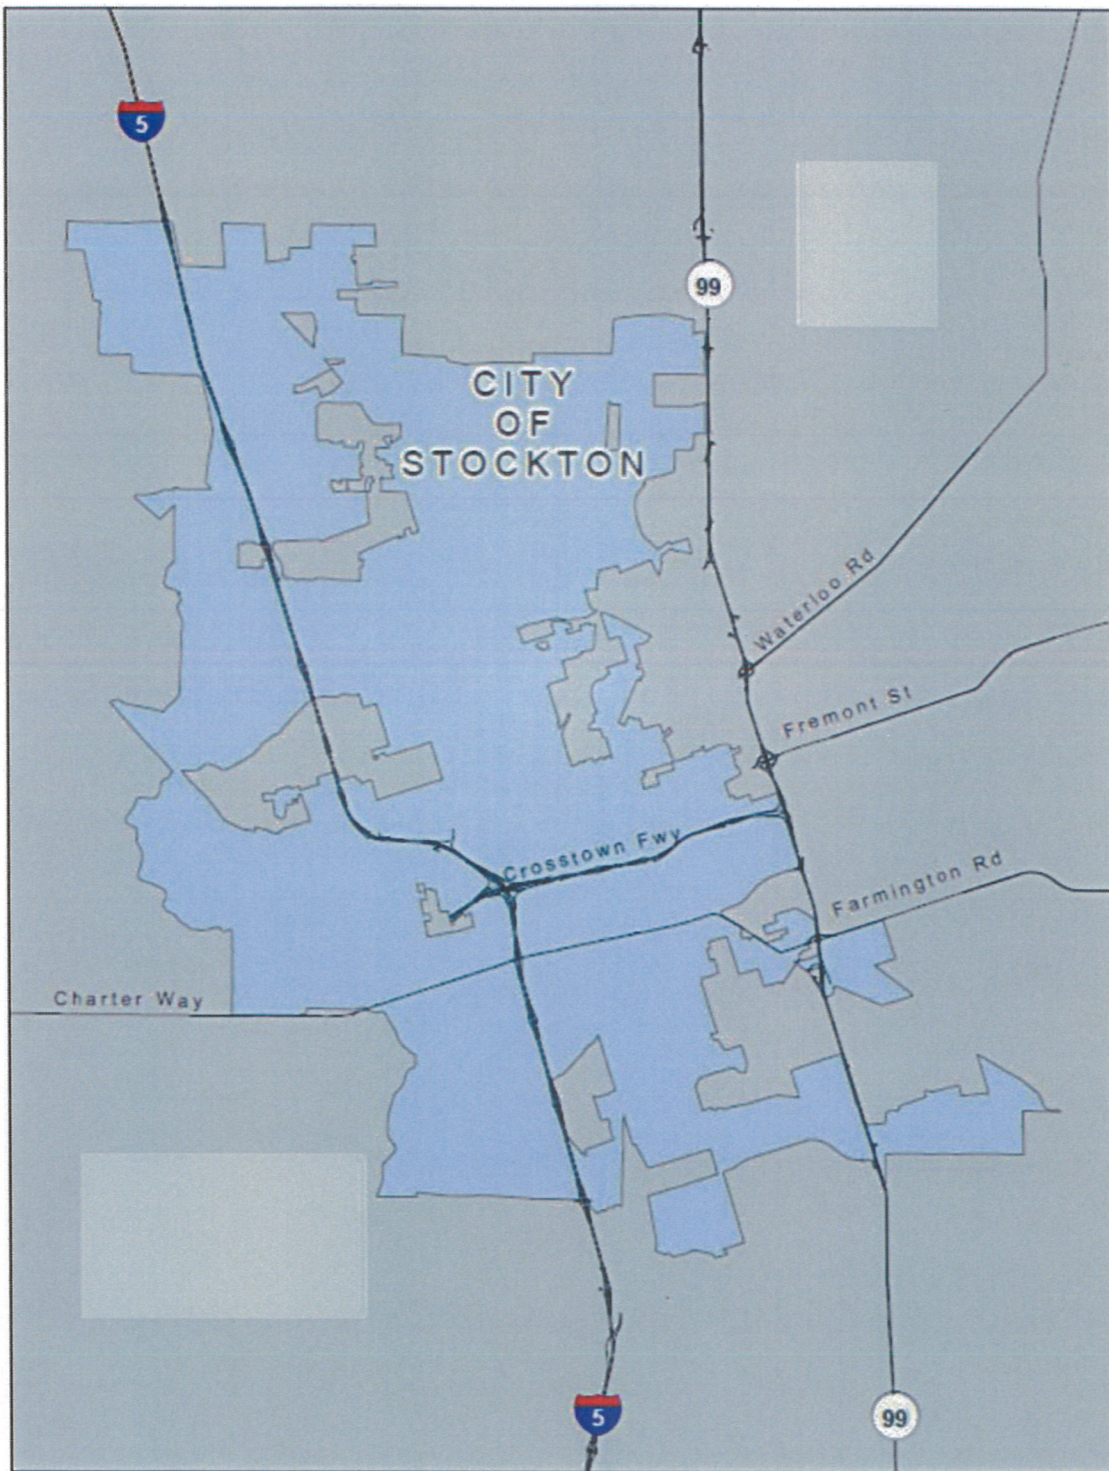 5
99
CITY
OF
STOCKTON
Waterloo Rd
Fremont St
Crosstown Fwy
Farmington Rd
Charter Way
5
99